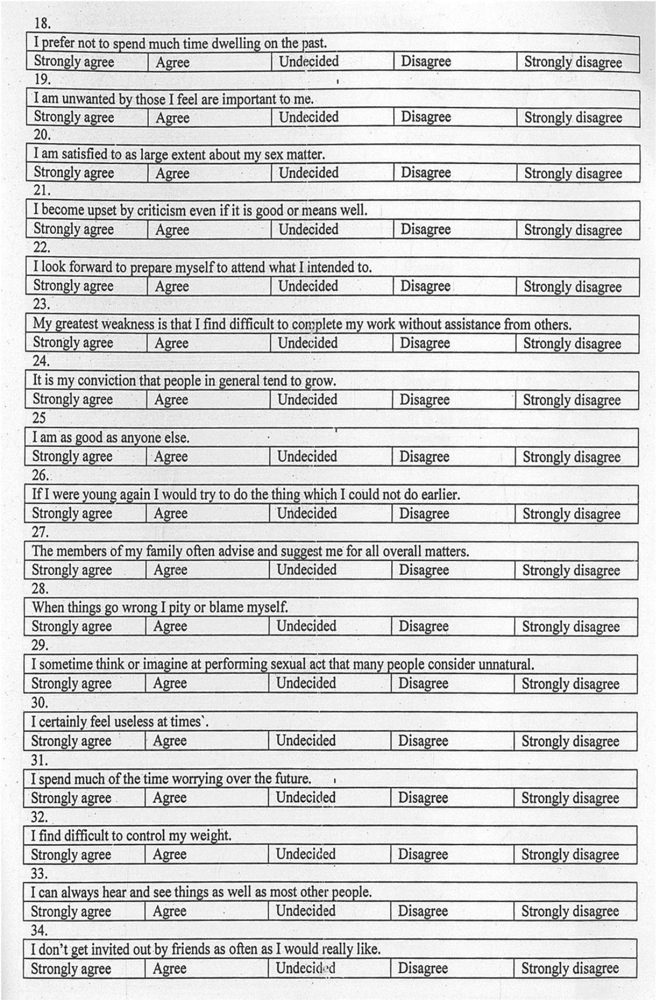 18.
I prefer not to spend much time dwelling on the past.
Strongly agree Agree Undecided Disagree Strongly disagree
19.
I am unwanted by those I feel are important to me.
Strongly agree Agree Undecided Disagree Strongly disagree
20.
I am satisfied to as large extent about my sex matter.
Strongly agree Agree Undecided Disagree Strongly disagree
21.
I become upset by criticism even if it is good or means well.
Strongly agree Agree Undecided Disagree Strongly disagree
22.
I look forward to prepare myself to attend what I intended to.
Strongly agree Agree Undecided Disagree Strongly disagree
23.
My greatest weakness is that I find difficult to complete my work without assistance from others.
Strongly agree Agree Undecided Disagree Strongly disagree
24.
It is my conviction that people in general tend to grow.
Strongly agree Agree Undecided Disagree Strongly disagree
25
I am as good as anyone else.
Strongly agree Agree Undecided Disagree Strongly disagree
26.
If I were young again I would try to do the thing which I could not do earlier.
Strongly agree Agree Undecided Disagree Strongly disagree
27.
The members of my family often advise and suggest me for all overall matters.
Strongly agree Agree Undecided Disagree Strongly disagree
28.
When things go wrong I pity or blame myself.
Strongly agree Agree Undecided Disagree Strongly disagree
29.
I sometime think or imagine at performing sexual act that many people consider unnatural.
Strongly agree Agree Undecided Disagree Strongly disagree
30.
I certainly feel useless at times`.
Strongly agree Agree Undecided Disagree Strongly disagree
31.
I spend much of the time worrying over the future.
Strongly agree Agree Undecided Disagree Strongly disagree
32.
I find difficult to control my weight.
Strongly agree Agree Undecided Disagree Strongly disagree
33.
I can always hear and see things as well as most other people.
Strongly agree Agree Undecided Disagree Strongly disagree
34.
I don't get invited out by friends as often as I would really like.
Strongly agree Agree Undecided Disagree Strongly disagree